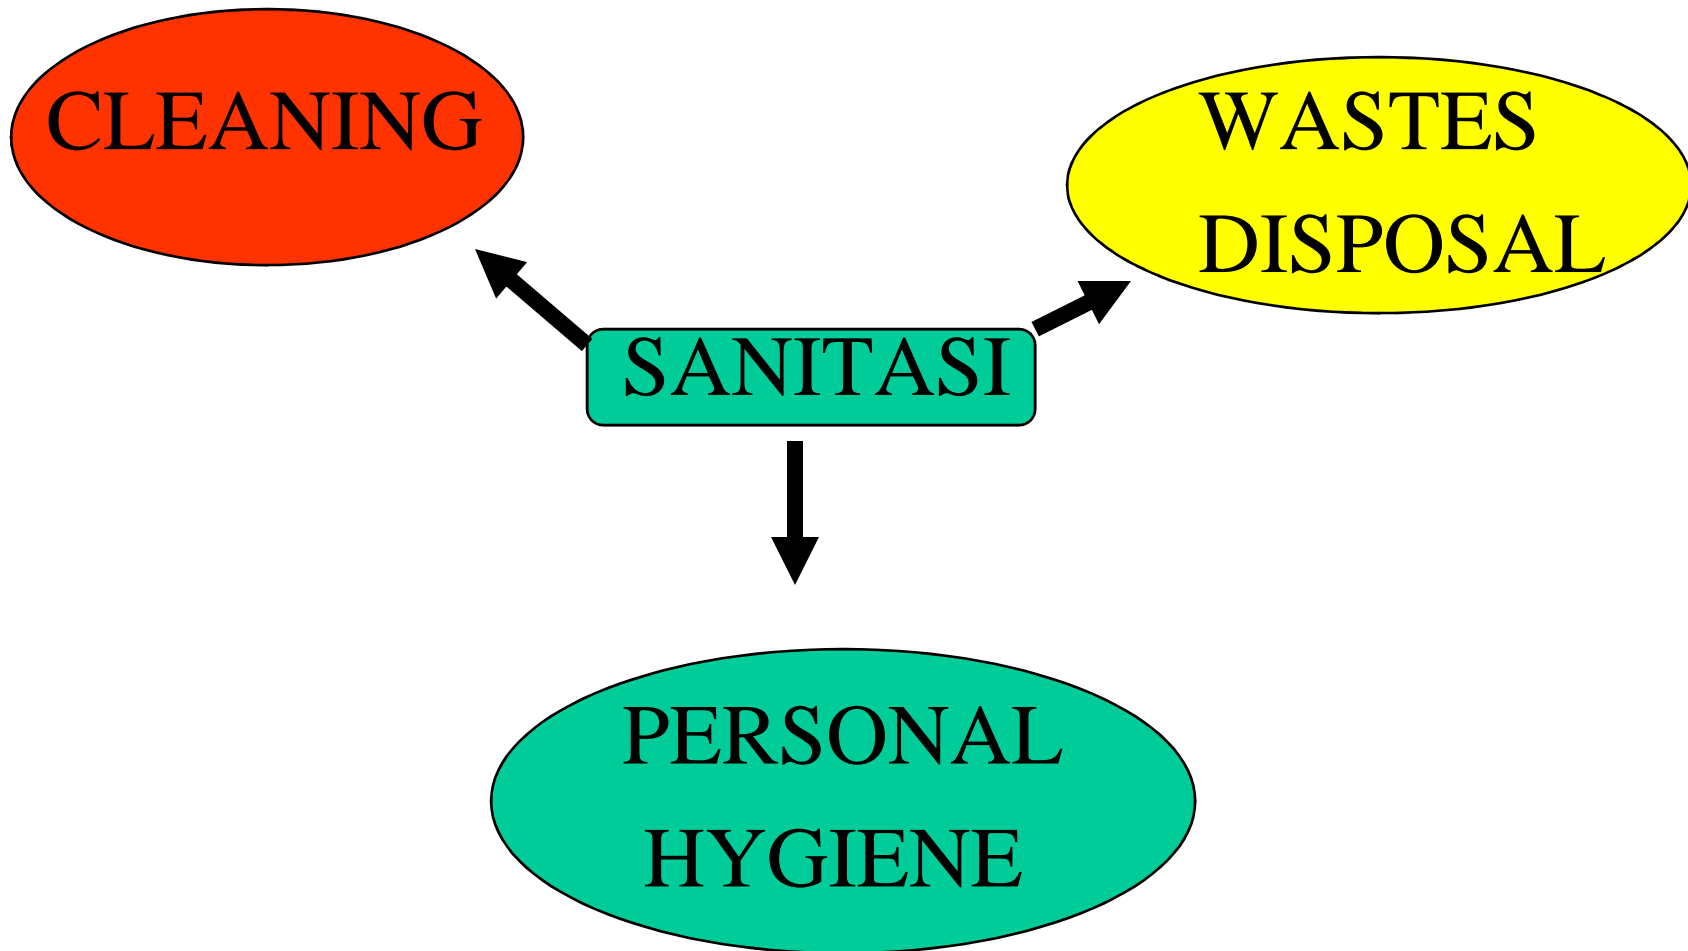 CLEANING
WASTES
DISPOSAL
SANITASI
PERSONAL
HYGIENE